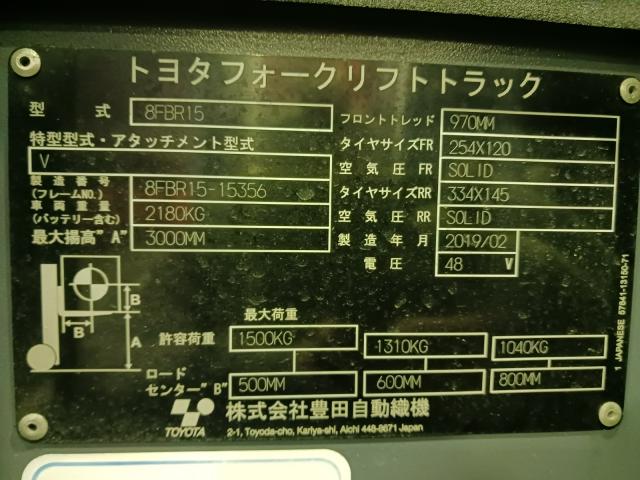 トヨタフォークリフトトラック
型 式 8FBR15
特型型式・アタッチメント型式
V
製造番号
(フレームNO.) 8FBR15-15356
車両重量
(バッテリー含む) 2180KG
最大揚高"A" 3000MM
フロントトレッド 970MM
タイヤサイズFR 254X120
空気圧 FR SOLID
タイヤサイズRR 334X145
空気圧 RR SOLID
製造年月 2019/02
電圧 48 V
B
B A
最大荷重
許容荷重 1500KG 1310KG 1040KG
ロード
センター"B" 500MM 600MM 800MM
TOYOTA 株式会社豊田自動織機
2-1, Toyoda-cho, Kariya-shi, Aichi 448-8671 Japan
1 JAPANESE 57841-13150-71